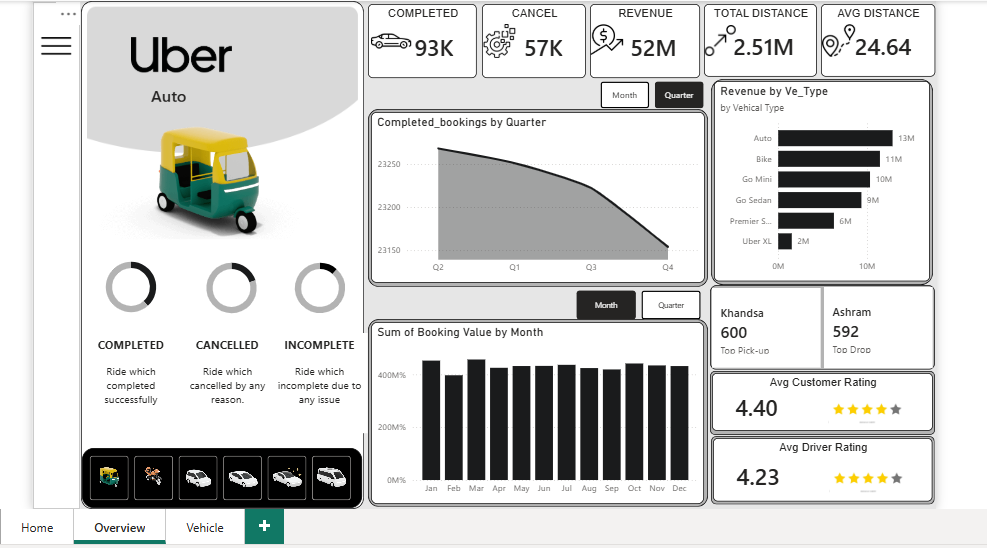 Uber
Auto
COMPLETED
93K
CANCEL
57K
REVENUE
52M
TOTAL DISTANCE
2.51M
AVG DISTANCE
24.64
Month
Quarter
Completed_bookings by Quarter
23250
23200
23150
Q2
Q1
Q3
Q4
Revenue by Ve_Type
by Vehical Type
Auto
13M
Bike
11M
Go Mini
10M
Go Sedan
9M
Premier S...
6M
Uber XL
2M
0M
10M
COMPLETED
Ride which
completed
successfully
CANCELLED
Ride which
cancelled by any
reason.
INCOMPLETE
Ride which
incomplete due to
any issue
Month
Quarter
Sum of Booking Value by Month
400M%
200M%
0M%
Jan
Feb
Mar
Apr
May
Jun
Jul
Aug
Sep
Oct
Nov
Dec
Khandsa
600
Top Pick-up
Ashram
592
Top Drop
Avg Customer Rating
4.40
Avg Driver Rating
4.23
Home
Overview
Vehicle
+